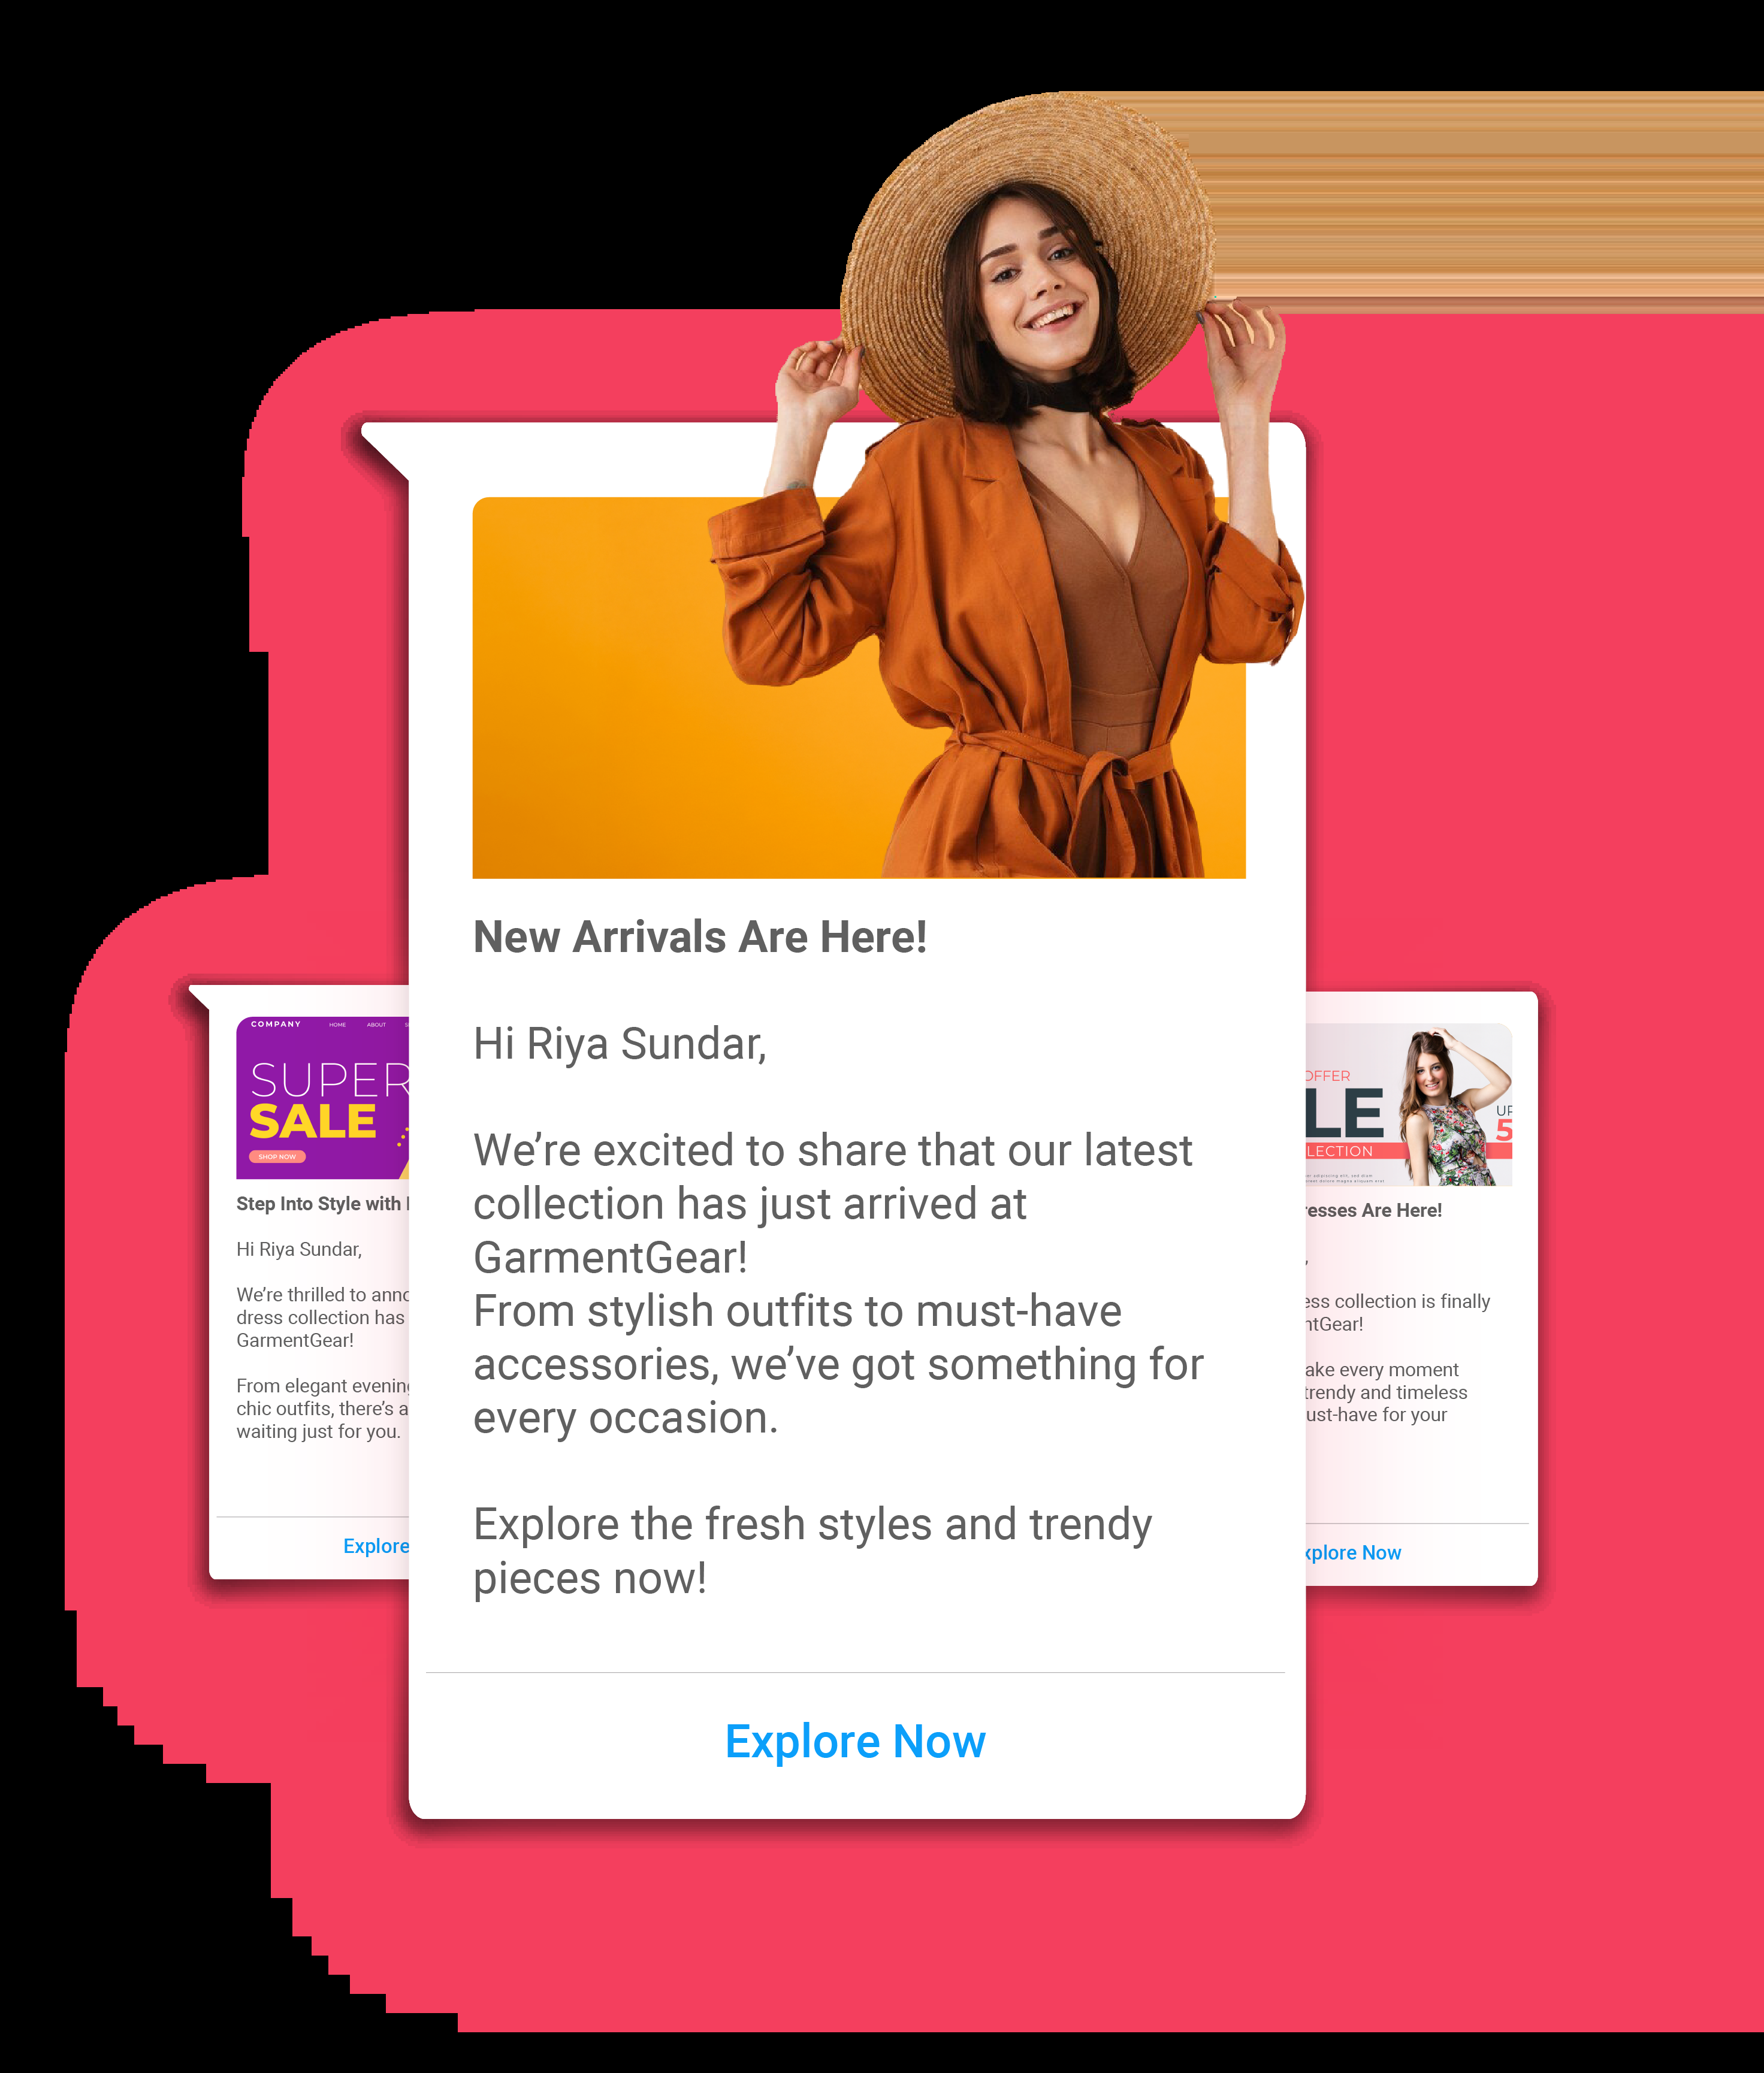 New Arrivals Are Here!
Hi Riya Sundar,
We’re excited to share that our latest
collection has just arrived at
GarmentGear!
From stylish outfits to must-have
accessories, we’ve got something for
every occasion.
Explore the fresh styles and trendy
pieces now!
Explore Now
COMPANY HOME ABOUT
SUPER
SALE
SHOP NOW
Step Into Style with
Hi Riya Sundar,
We’re thrilled to
dress collection has
GarmentGear!
From elegant evening
chic outfits, there’s a
waiting just for you.
Explore
OFFER
LE
UP
5
LECTION
resses Are Here!
ess collection is finally
ntGear!
ake every moment
trendy and timeless
ust-have for your
xplore Now